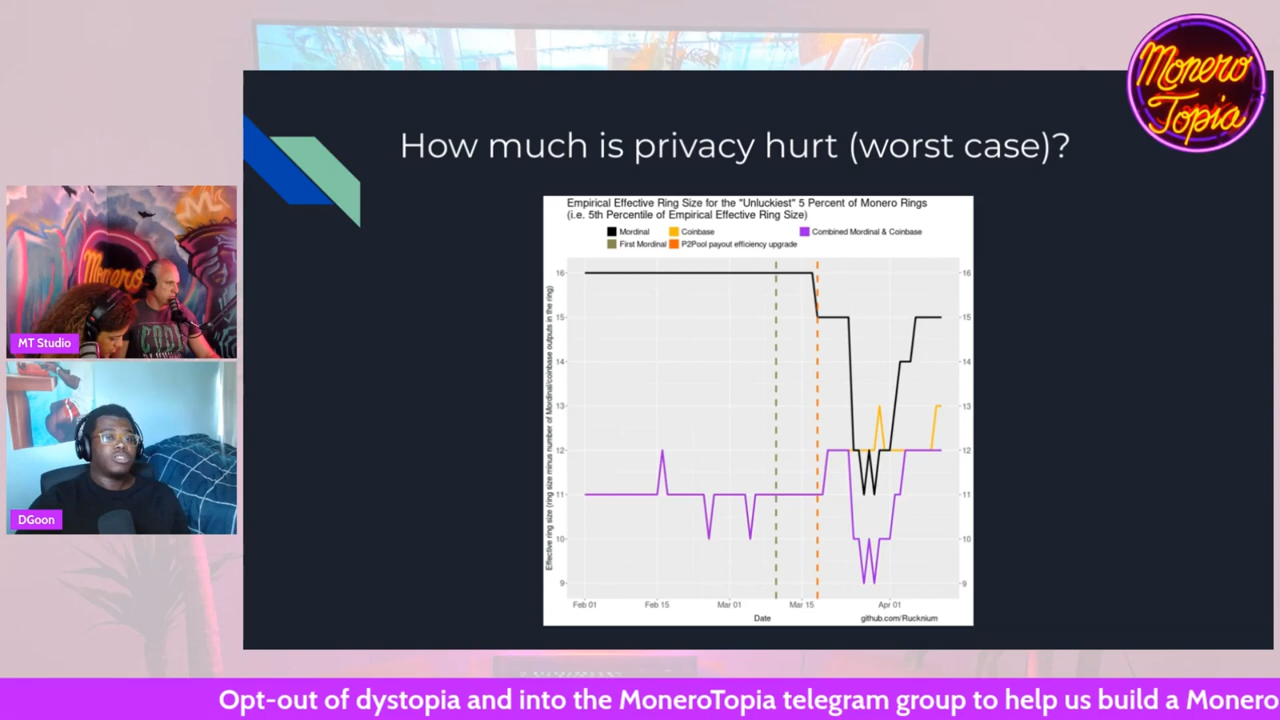 Monero
Topia
How much is privacy hurt (worst case)?
Empirical Effective Ring Size for the "Unluckiest" 5 Percent of Monero Rings
(i.e. 5th Percentile of Empirical Effective Ring Size)
Mordinal
Coinbase
Combined Mordinal & Coinbase
First Mordinal
P2Pool payout efficiency upgrade
Effective ring size (ring size minus number of Mordinal/coinbase outputs in the ring)
16
15
14
13
12
11
10
9
16
15
14
13
12
11
10
9
Feb 01
Feb 15
Mar 01
Mar 15
Apr 01
Date
github.com/Rucknium
Monero
MT Studio
DGoon
Opt-out of dystopia and into the MoneroTopia telegram group to help us build a Monero